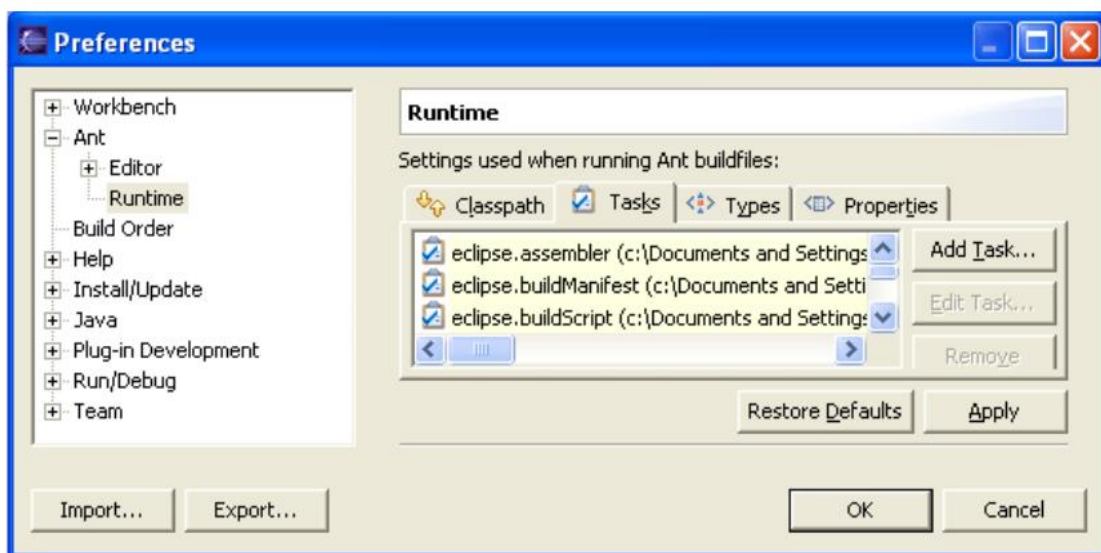 Preferences
Workbench
Ant
Editor
Runtime
Build Order
Help
Install/Update
Java
Plug-in Development
Run/Debug
Team
Runtime
Settings used when running Ant buildfiles:
Classpath Tasks Types Properties
eclipse.assembler (c:\Documents and Settings
eclipse.buildManifest (c:\Documents and Setti
eclipse.buildScript (c:\Documents and Settings
Add Task...
Edit Task...
Remove
Restore Defaults Apply
Import... Export... OK Cancel